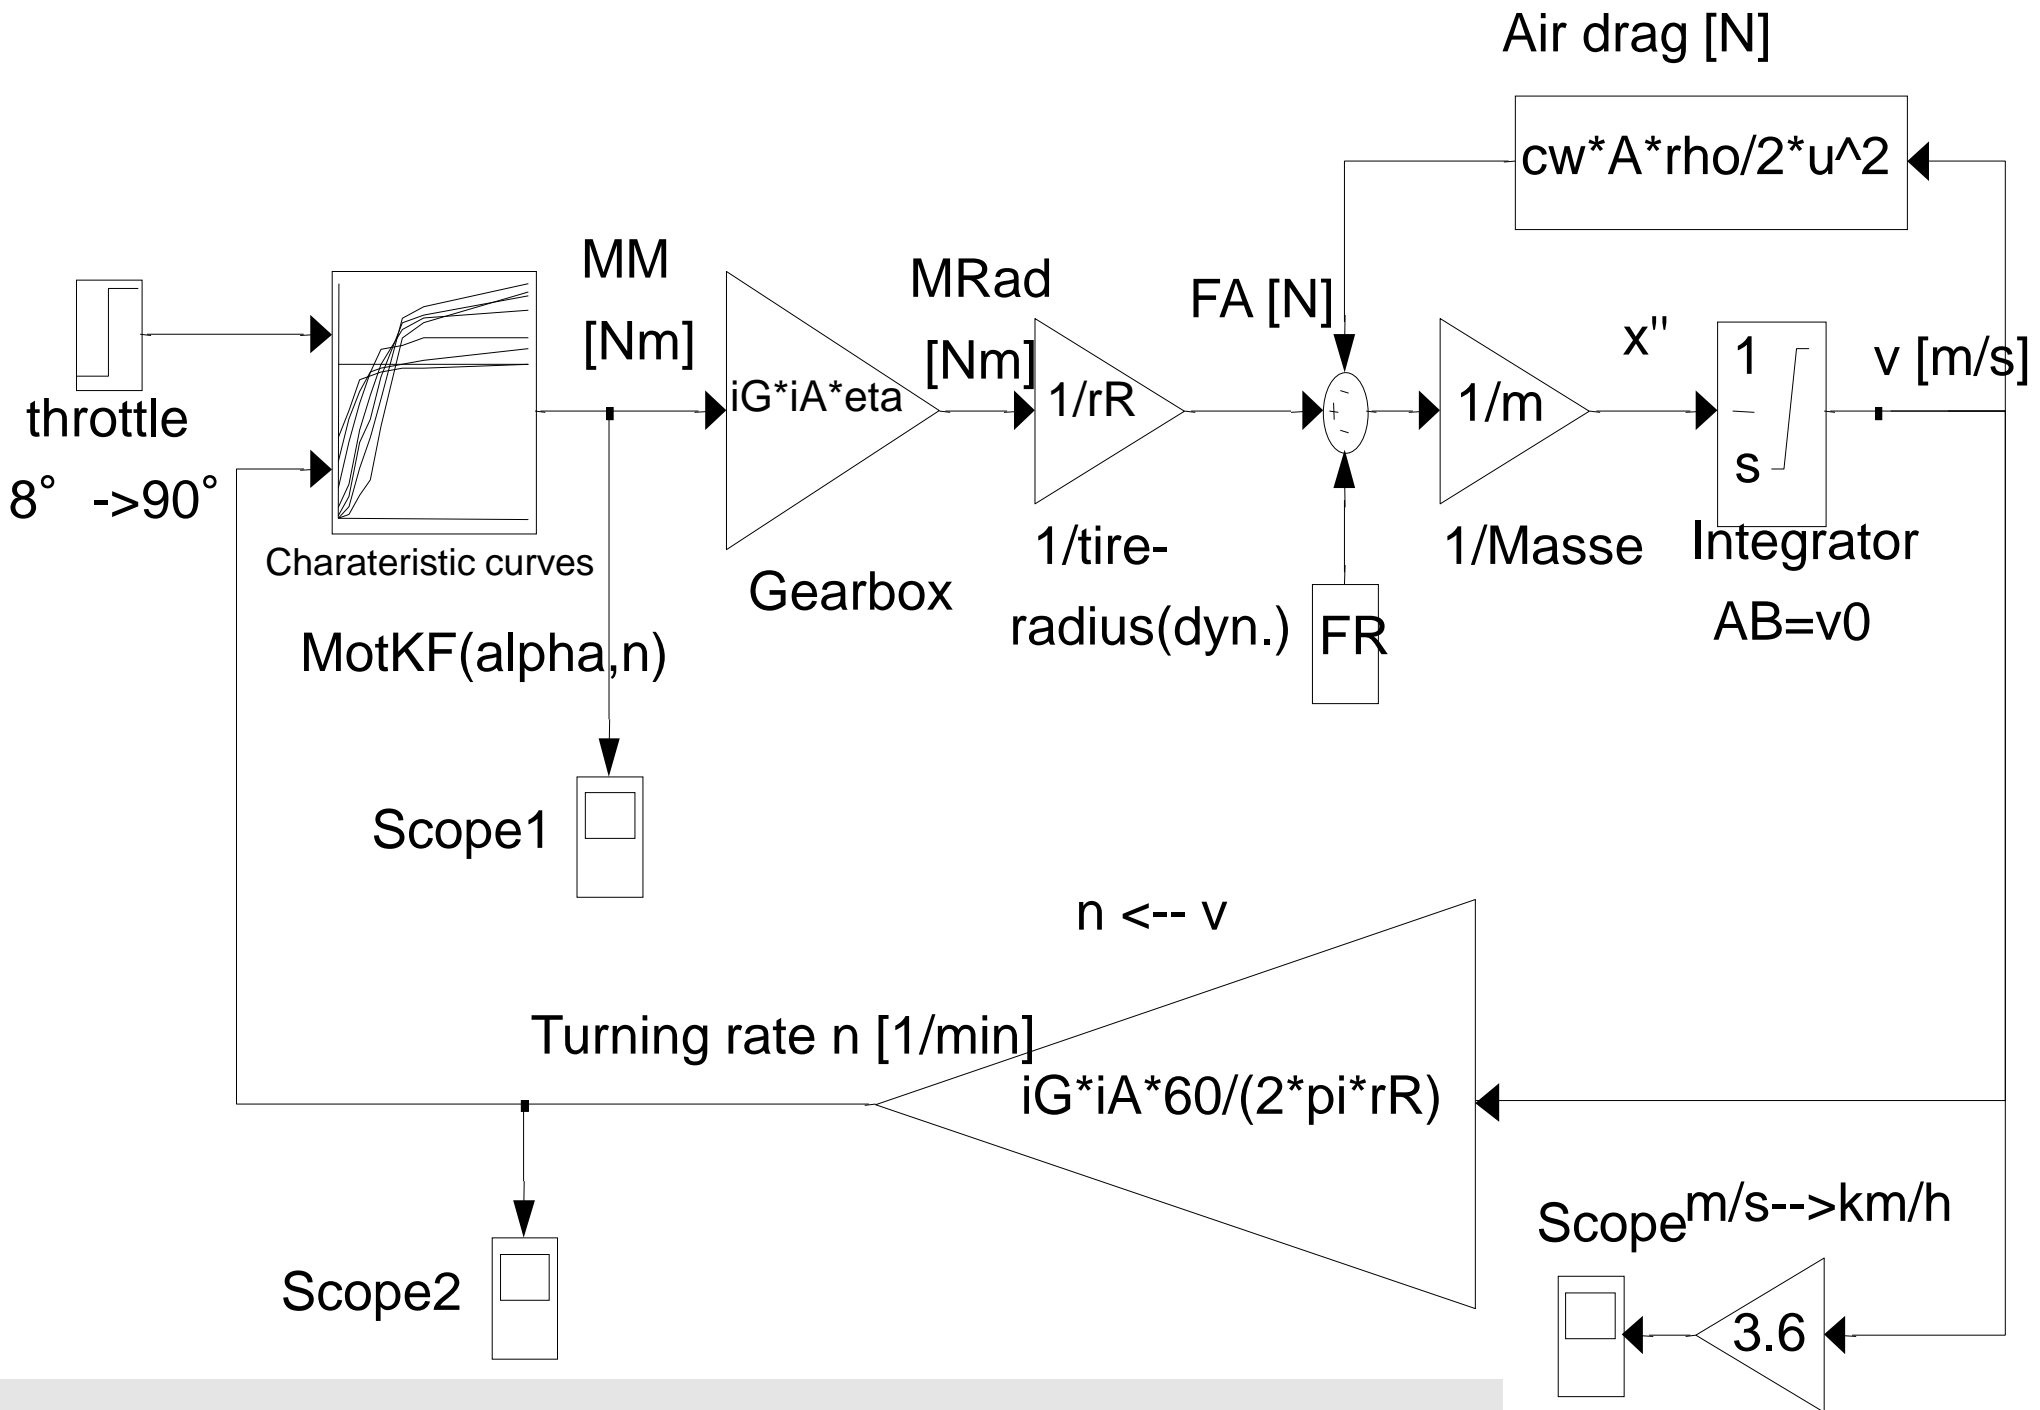 Air drag [N]
cw*A*rho/2*u^2
MM
[Nm]
MRad
[Nm]
FA [N]
x''
v [m/s]
throttle
8° ->90°
Charateristic curves
MotKF(alpha,n)
iG*iA*eta
Gearbox
1/rR
1/tire-
radius(dyn.)
+
-
-
FR
1/m
1/Masse
1
s
Integrator
AB=v0
Scope1
n <-- v
Turning rate n [1/min]
iG*iA*60/(2*pi*rR)
Scope2
Scope
m/s-->km/h
3.6